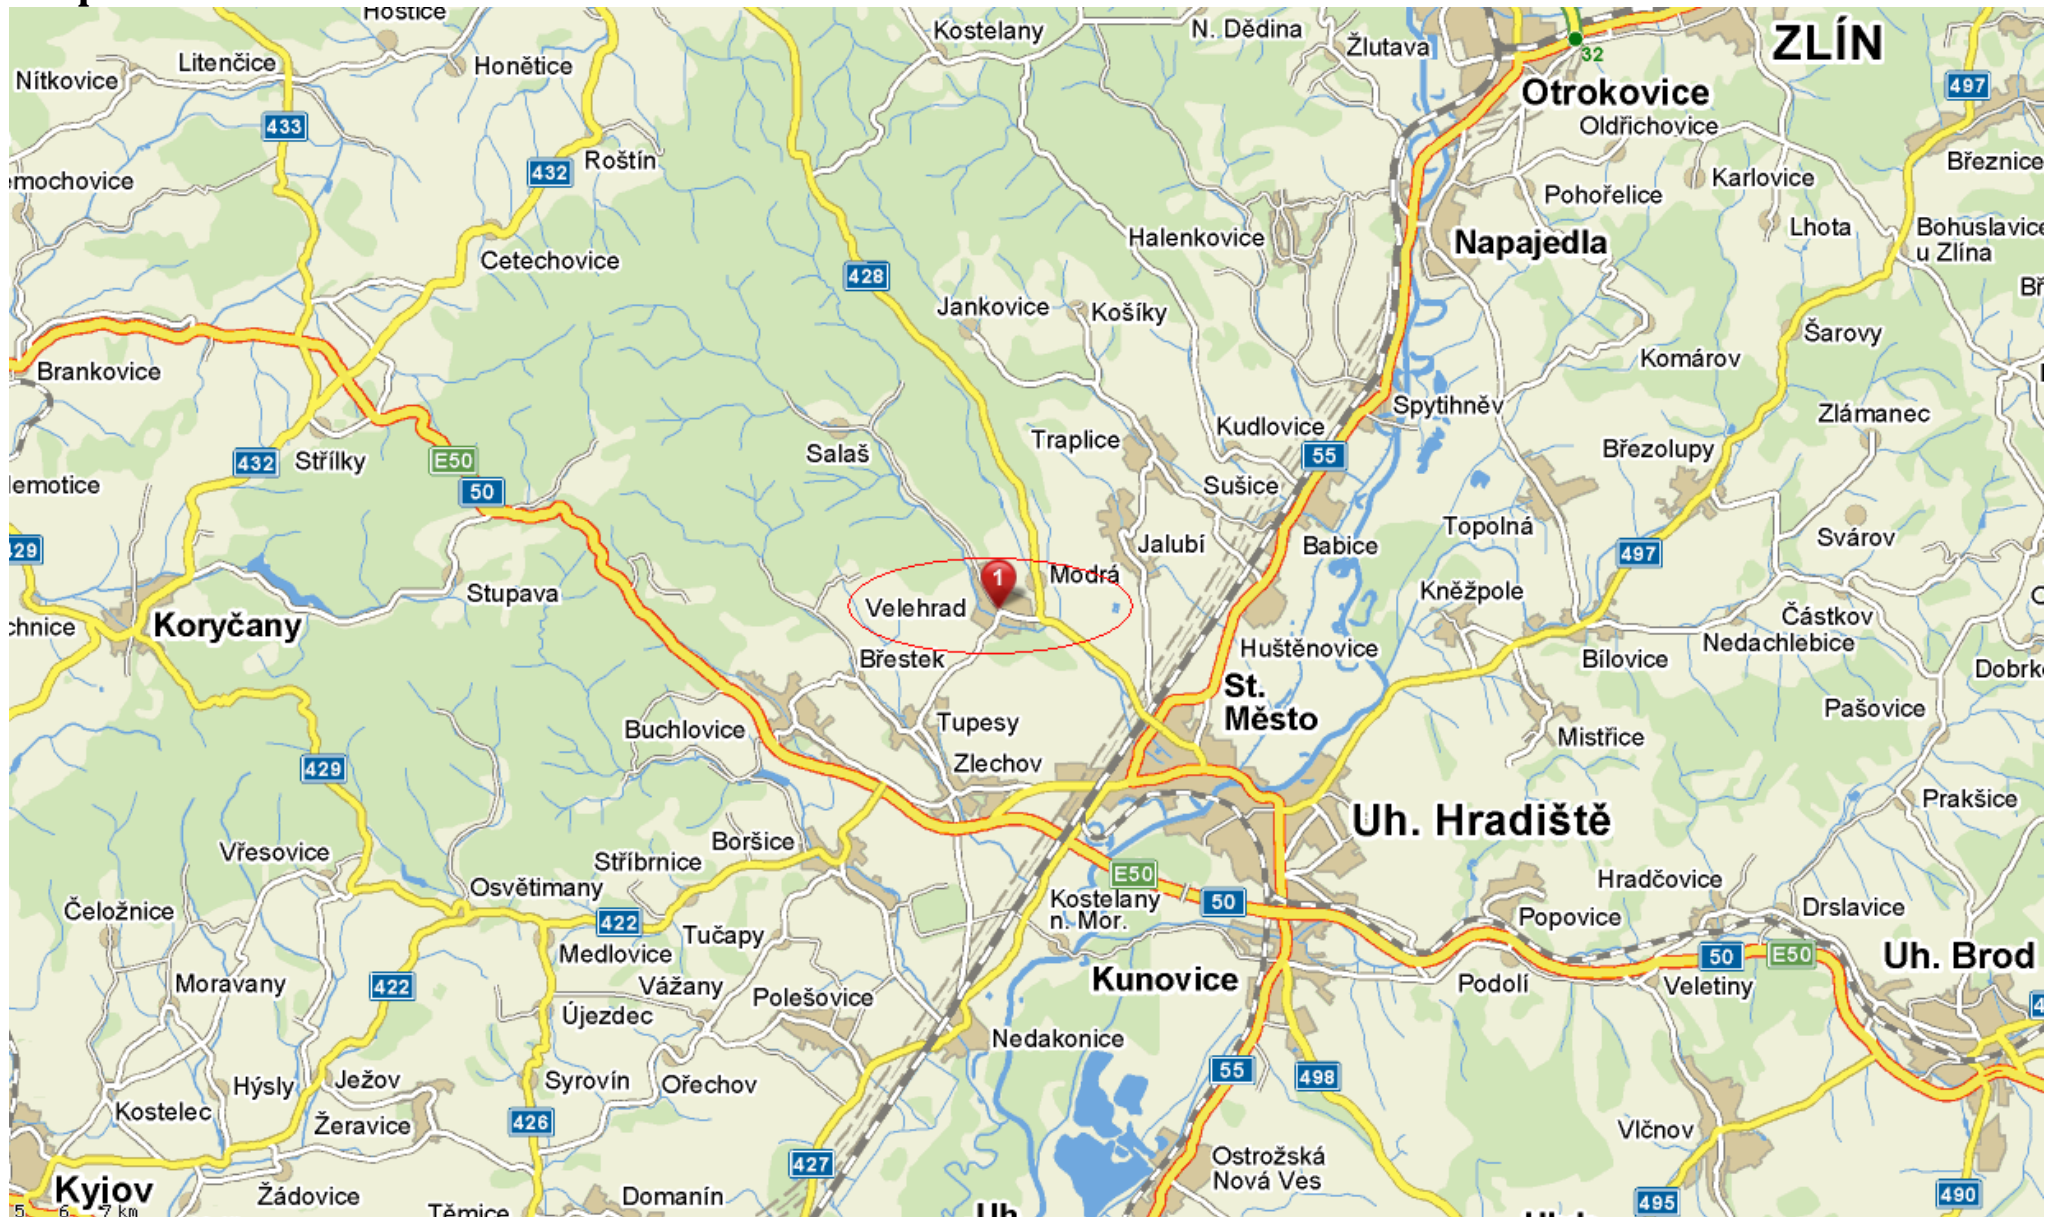 Hostice
Kostelany
N. Dědina
Žlutava
ZLÍN
32
Litenčice
Honětice
Nítkovice
497
Otrokovice
433
Oldřichovice
Roštín
432
Březnice
Karlovice
Pohořelice
Lhota
Bohuslavice
u Zlína
Halenkovice
Napajedla
Cetechovice
428
Jankovice
Košíky
Šarovy
Komárov
Brankovice
Spytihněv
Zlámanec
Kudlovice
Traplice
Salaš
55
Březolupy
Střílky
E50
432
50
Sušice
Topolná
Svárov
Jalubí
Babice
497
29
Modrá
1
Velehrad
Stupava
Kněžpole
Koryčany
Částkov
Nedachlebice
Huštěnovice
Břestek
Bílovice
St.
Město
Pašovice
Tupesy
Buchlovice
Mistřice
429
Zlechov
Prakšice
Uh. Hradiště
Vřesovice
Boršice
Stříbrnice
E50
50
Osvětimany
Kostelany
n. Mor.
Hradčovice
Popovice
Drslavice
Čeložnice
422
Tučapy
Medlovice
Uh. Brod
50
E50
Kunovice
Podolí
Veletiny
Moravany
422
Vážany
Polešovice
Újezdec
Nedakonice
55
498
Hýsly
Ježov
Syrovín
Ořechov
Kostelec
Žeravice
426
Vlčnov
427
Ostrožská
Nová Ves
Kyjov
Žádovice
Domanín
495
490
5 6 7 km
Těmice
Uh.